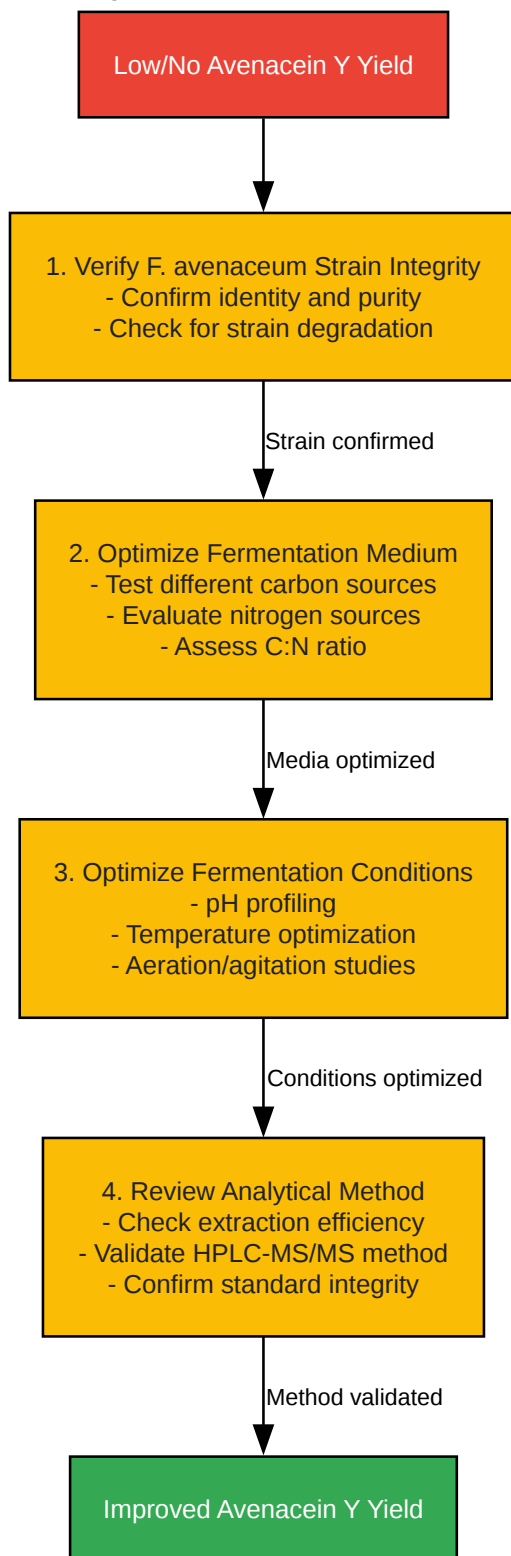 Low/No Avenacein Y Yield
1. Verify F. avenaceum Strain Integrity
- Confirm identity and purity
- Check for strain degradation
Strain confirmed
2. Optimize Fermentation Medium
- Test different carbon sources
- Evaluate nitrogen sources
- Assess C:N ratio
Media optimized
3. Optimize Fermentation Conditions
- pH profiling
- Temperature optimization
- Aeration/agitation studies
Conditions optimized
4. Review Analytical Method
- Check extraction efficiency
- Validate HPLC-MS/MS method
- Confirm standard integrity
Method validated
Improved Avenacein Y Yield